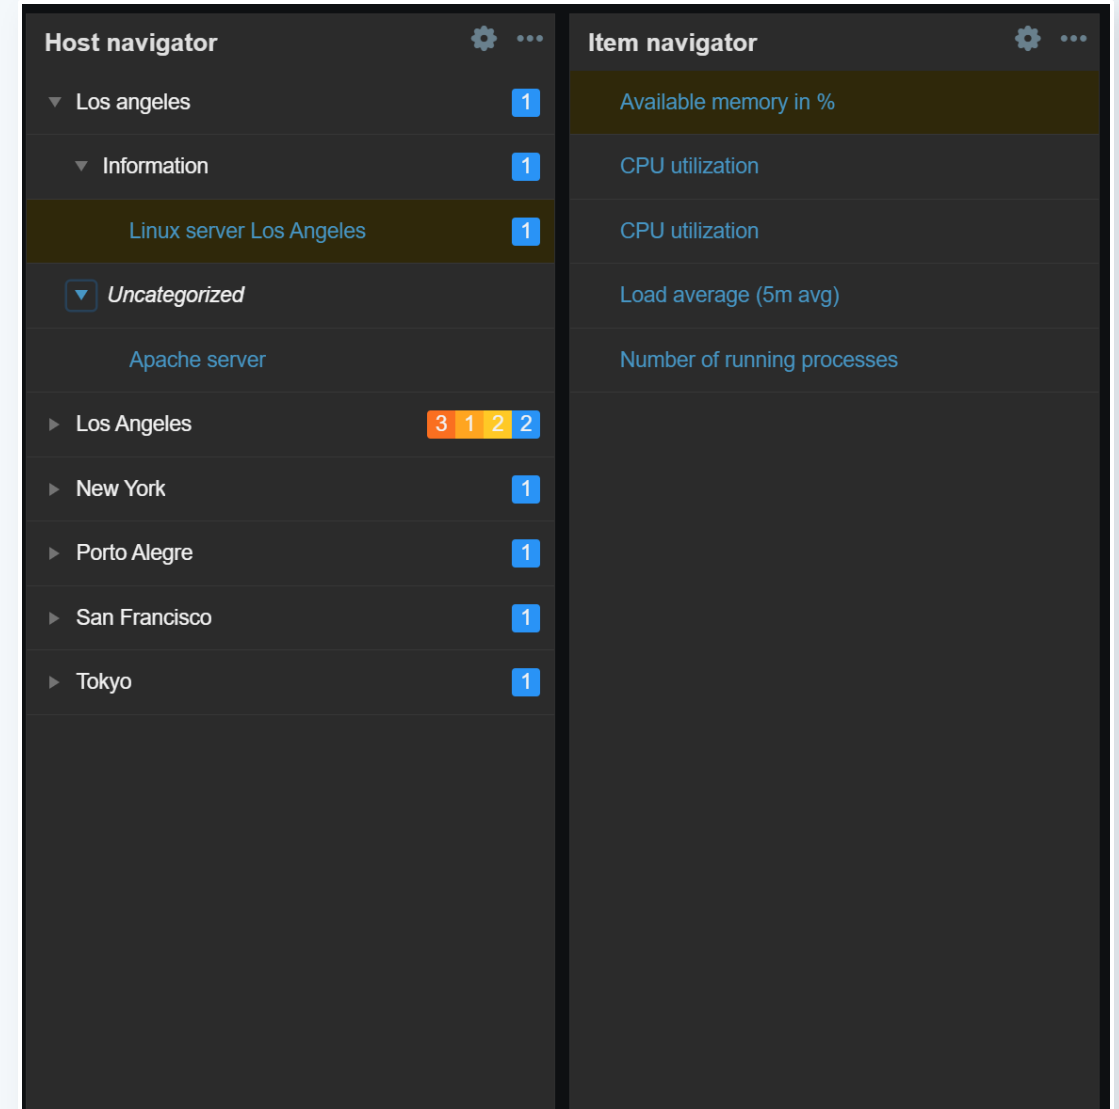 Host navigator
Los angeles 1
Information 1
Linux server Los Angeles 1
Uncategorized
Apache server
Los Angeles 3 1 2 2
New York 1
Porto Alegre 1
San Francisco 1
Tokyo 1
Item navigator
Available memory in %
CPU utilization
CPU utilization
Load average (5m avg)
Number of running processes